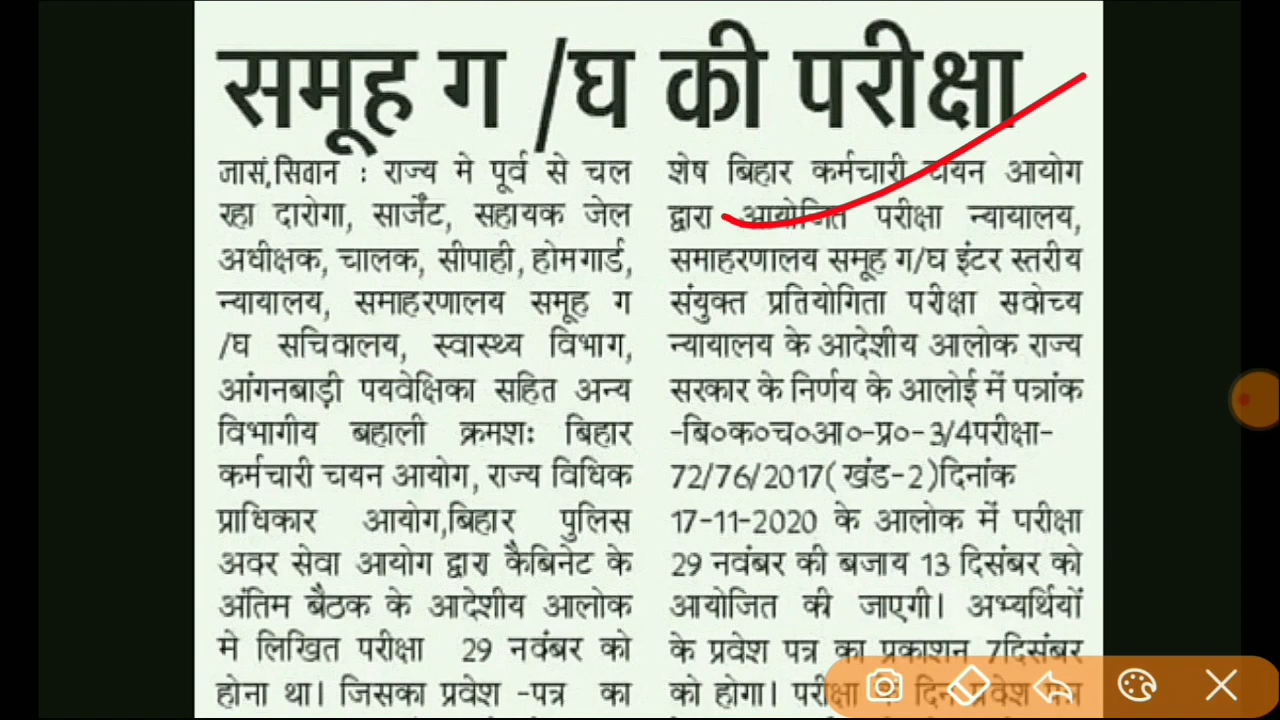 समूह ग /घ की परीक्षा
जासं,सिवान : राज्य मे पूर्व से चल
रहा दारोगा, सार्जेंट, सहायक जेल
अधीक्षक, चालक, सीपाही, होमगार्ड,
न्यायालय, समाहरणालय समूह ग
/घ सचिवालय, स्वास्थ्य विभाग,
आंगनबाड़ी पयवेक्षिका सहित अन्य
विभागीय बहाली क्रमशः बिहार
कर्मचारी चयन आयोग, राज्य विधिक
प्राधिकार आयोग,बिहार पुलिस
अवर सेवा आयोग द्वारा कैबिनेट के
अंतिम बैठक के आदेशीय आलोक
मे लिखित परीक्षा 29 नवंबर को
होना था। जिसका प्रवेश -पत्र का
शेष बिहार कर्मचारी चयन आयोग
द्वारा आयोजित परीक्षा न्यायालय,
समाहरणालय समूह ग/घ इंटर स्तरीय
संयुक्त प्रतियोगिता परीक्षा सर्वोच्य
न्यायालय के आदेशीय आलोक राज्य
सरकार के निर्णय के आलोई में पत्रांक
-बि०क०च०आ०-प्र०-3/4परीक्षा-
72/76/2017(खंड-2)दिनांक
17-11-2020 के आलोक में परीक्षा
29 नवंबर की बजाय 13 दिसंबर को
आयोजित की जाएगी। अभ्यर्थियों
के प्रवेश पत्र का प्रकाशन 7दिसंबर
को होगा। परीक्षा के दिन प्रवेश पत्र